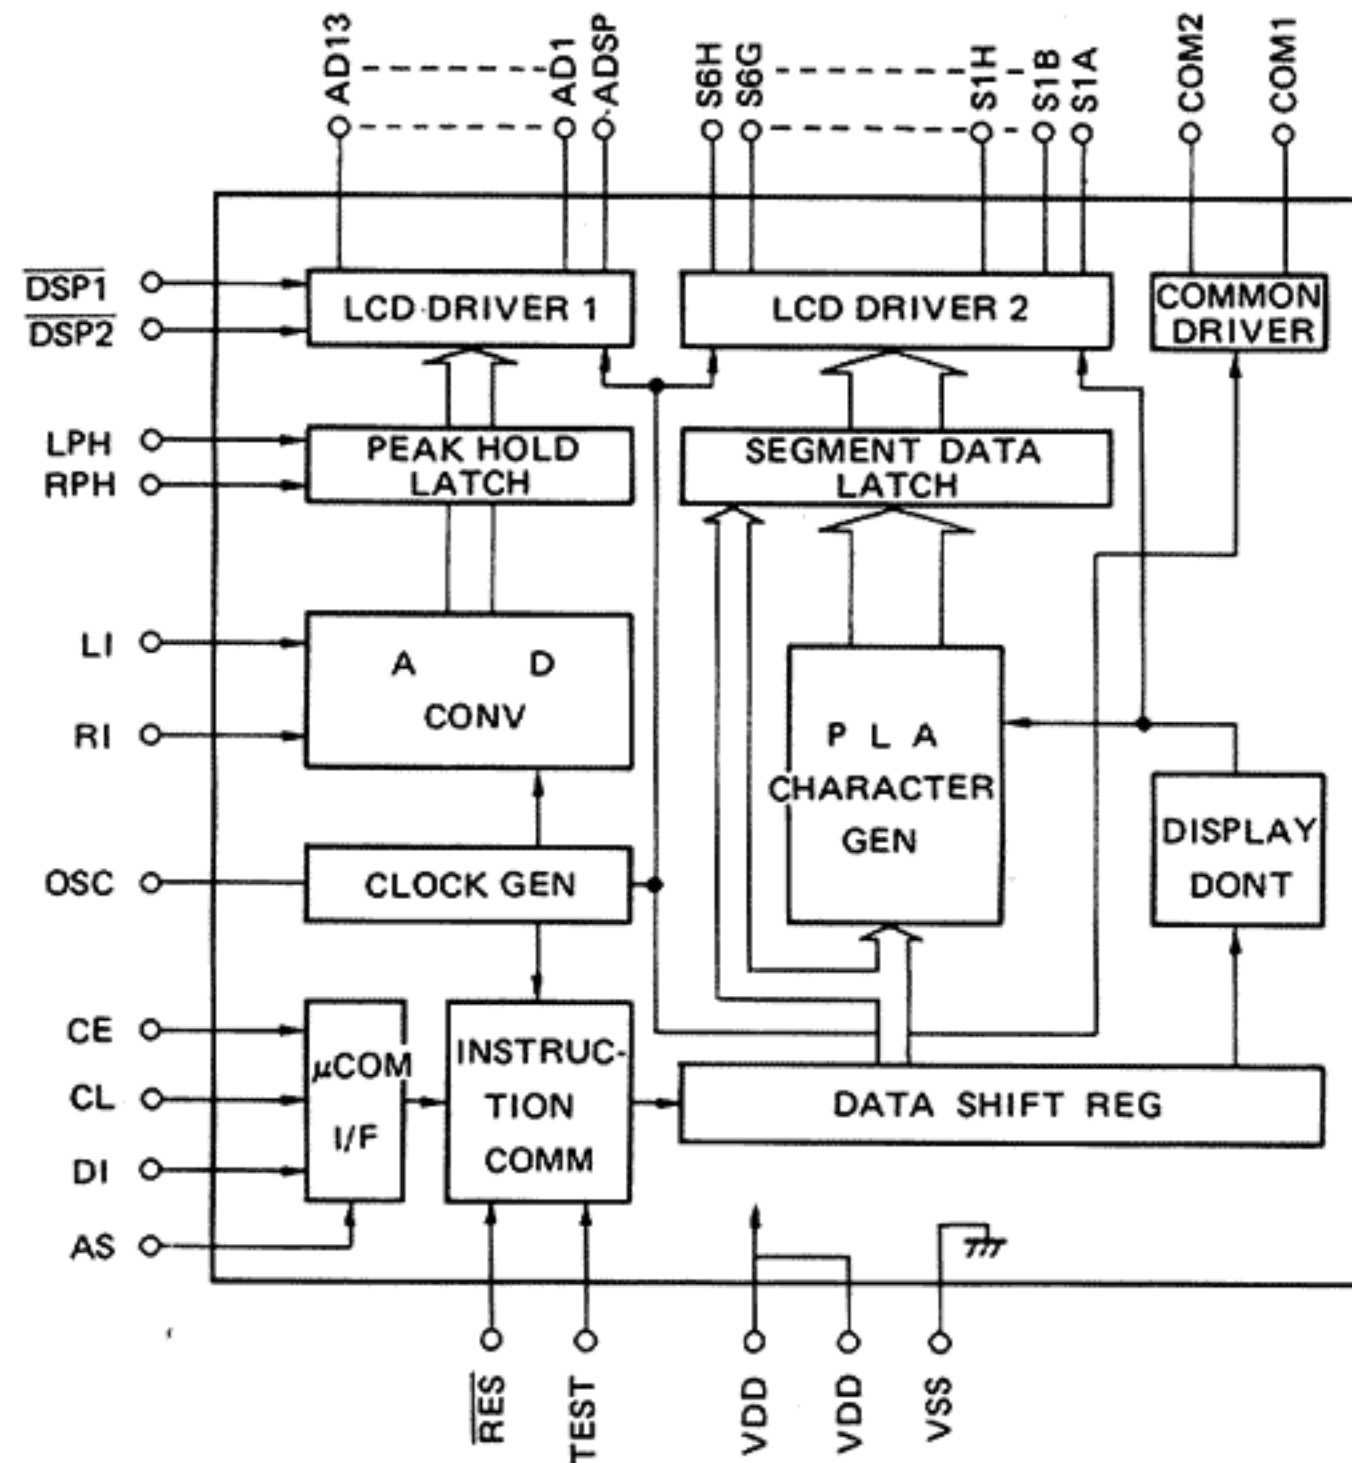 AD13
AD1
ADSP
S6H
S6G
S1H
S1B
S1A
COM2
COM1
DSP1
DSP2
LCD DRIVER 1
LCD DRIVER 2
COMMON
DRIVER
LPH
RPH
PEAK HOLD
LATCH
SEGMENT DATA
LATCH
LI
RI
A D
CONV
P L A
CHARACTER
GEN
DISPLAY
DONT
OSC
CLOCK GEN
CE
CL
DI
AS
μCOM
I/F
INSTRUC-
TION
COMM
DATA SHIFT REG
RES
TEST
VDD
VDD
VSS